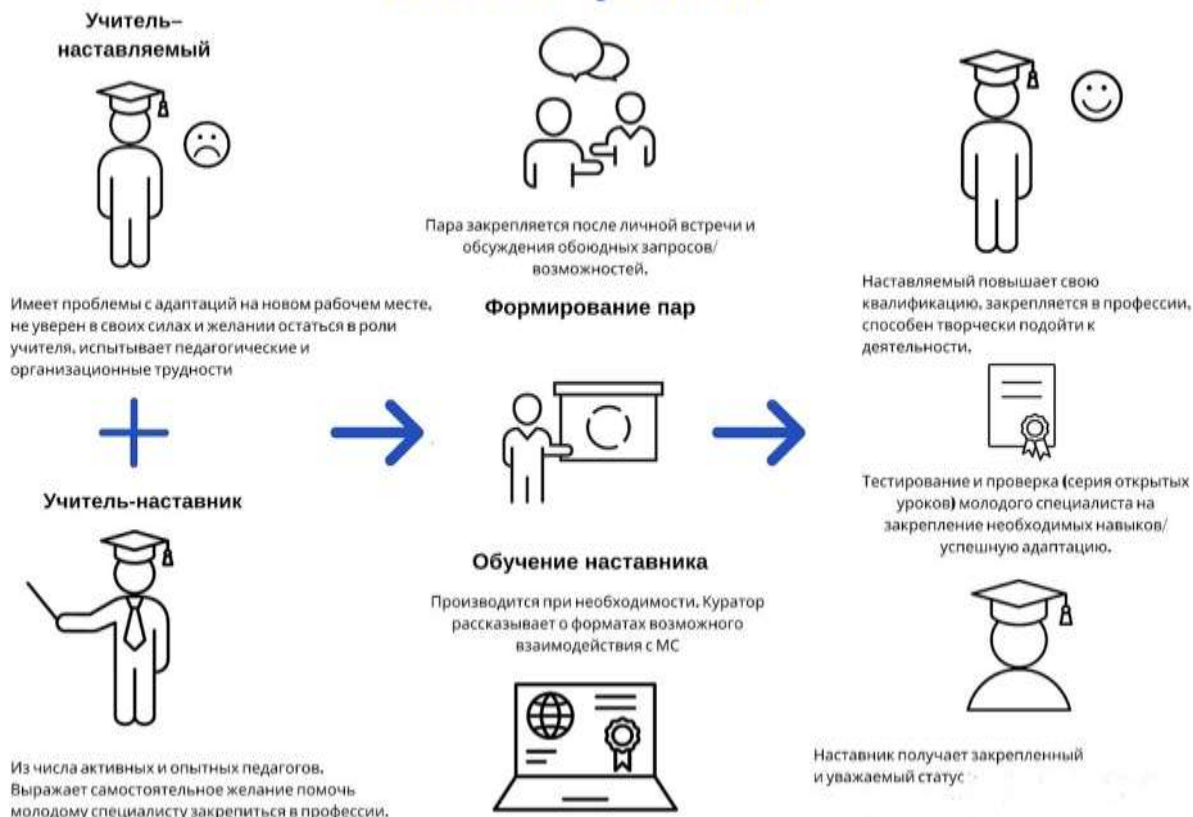 Учитель–
наставляемый
Имеет проблемы с адаптаций на новом рабочем месте,
не уверен в своих силах и желании остаться в роли
учителя, испытывает педагогические и
организационные трудности
Учитель-наставник
Из числа активных и опытных педагогов.
Выражает самостоятельное желание помочь
молодому специалисту закрепиться в профессии.
Пара закрепляется после личной встречи и
обсуждения обоюдных запросов/
возможностей.
Формирование пар
Обучение наставника
Производится при необходимости. Куратор
рассказывает о форматах возможного
взаимодействия с МС
Наставляемый повышает свою
квалификацию, закрепляется в профессии,
способен творчески подойти к
деятельности.
Тестирование и проверка (серия открытых
уроков) молодого специалиста на
закрепление необходимых навыков/
успешную адаптацию.
Наставник получает закрепленный
и уважаемый статус